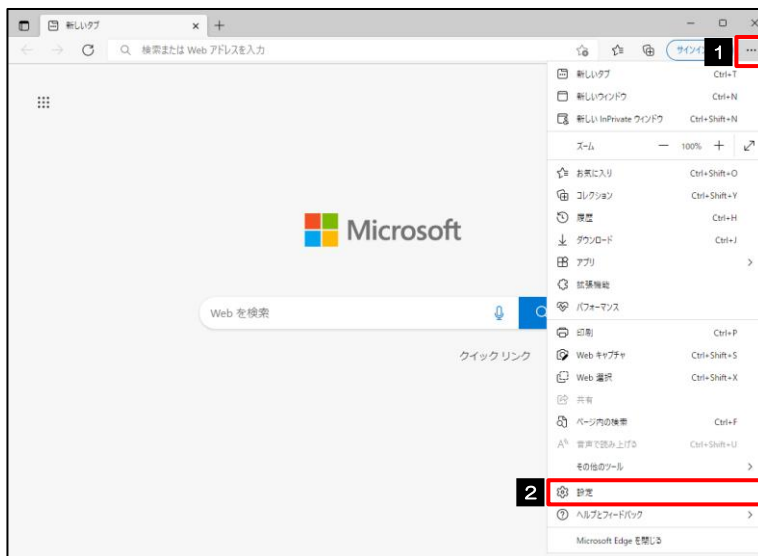 新しいタブ
検索または Web アドレスを入力
サインイン
1
新しいタブ Ctrl+T
新しいウィンドウ Ctrl+N
新しい InPrivate ウィンドウ Ctrl+Shift+N
ズーム 100%
お気に入り Ctrl+Shift+O
コレクション Ctrl+Shift+Y
履歴 Ctrl+H
ダウンロード Ctrl+J
アプリ
拡張機能
パフォーマンス
印刷 Ctrl+P
Web キャプチャ Ctrl+Shift+S
Web 選択 Ctrl+Shift+X
共有
ページ内の検索 Ctrl+F
音声で読み上げる Ctrl+Shift+U
その他のツール
2
設定
ヘルプとフィードバック
Microsoft Edge を閉じる
Microsoft
Web を検索
クイック リンク